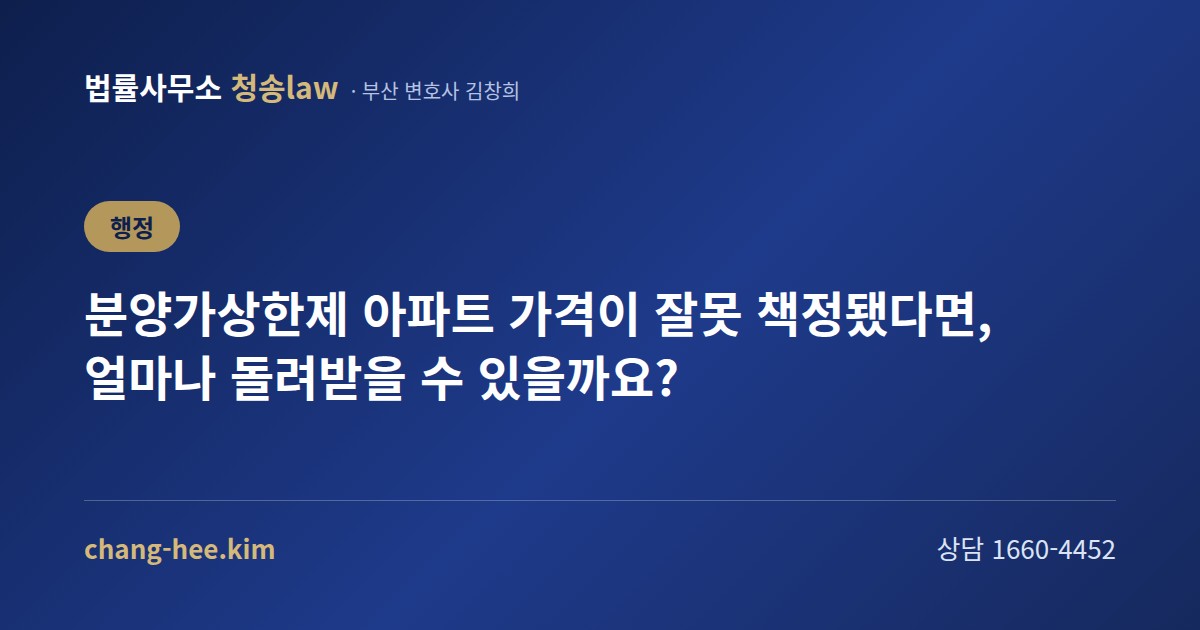 법률사무소 청송law · 부산 변호사 김창희
행정
분양가상한제 아파트 가격이 잘못 책정됐다면,
얼마나 돌려받을 수 있을까요?
chang-hee.kim
상담 1660-4452